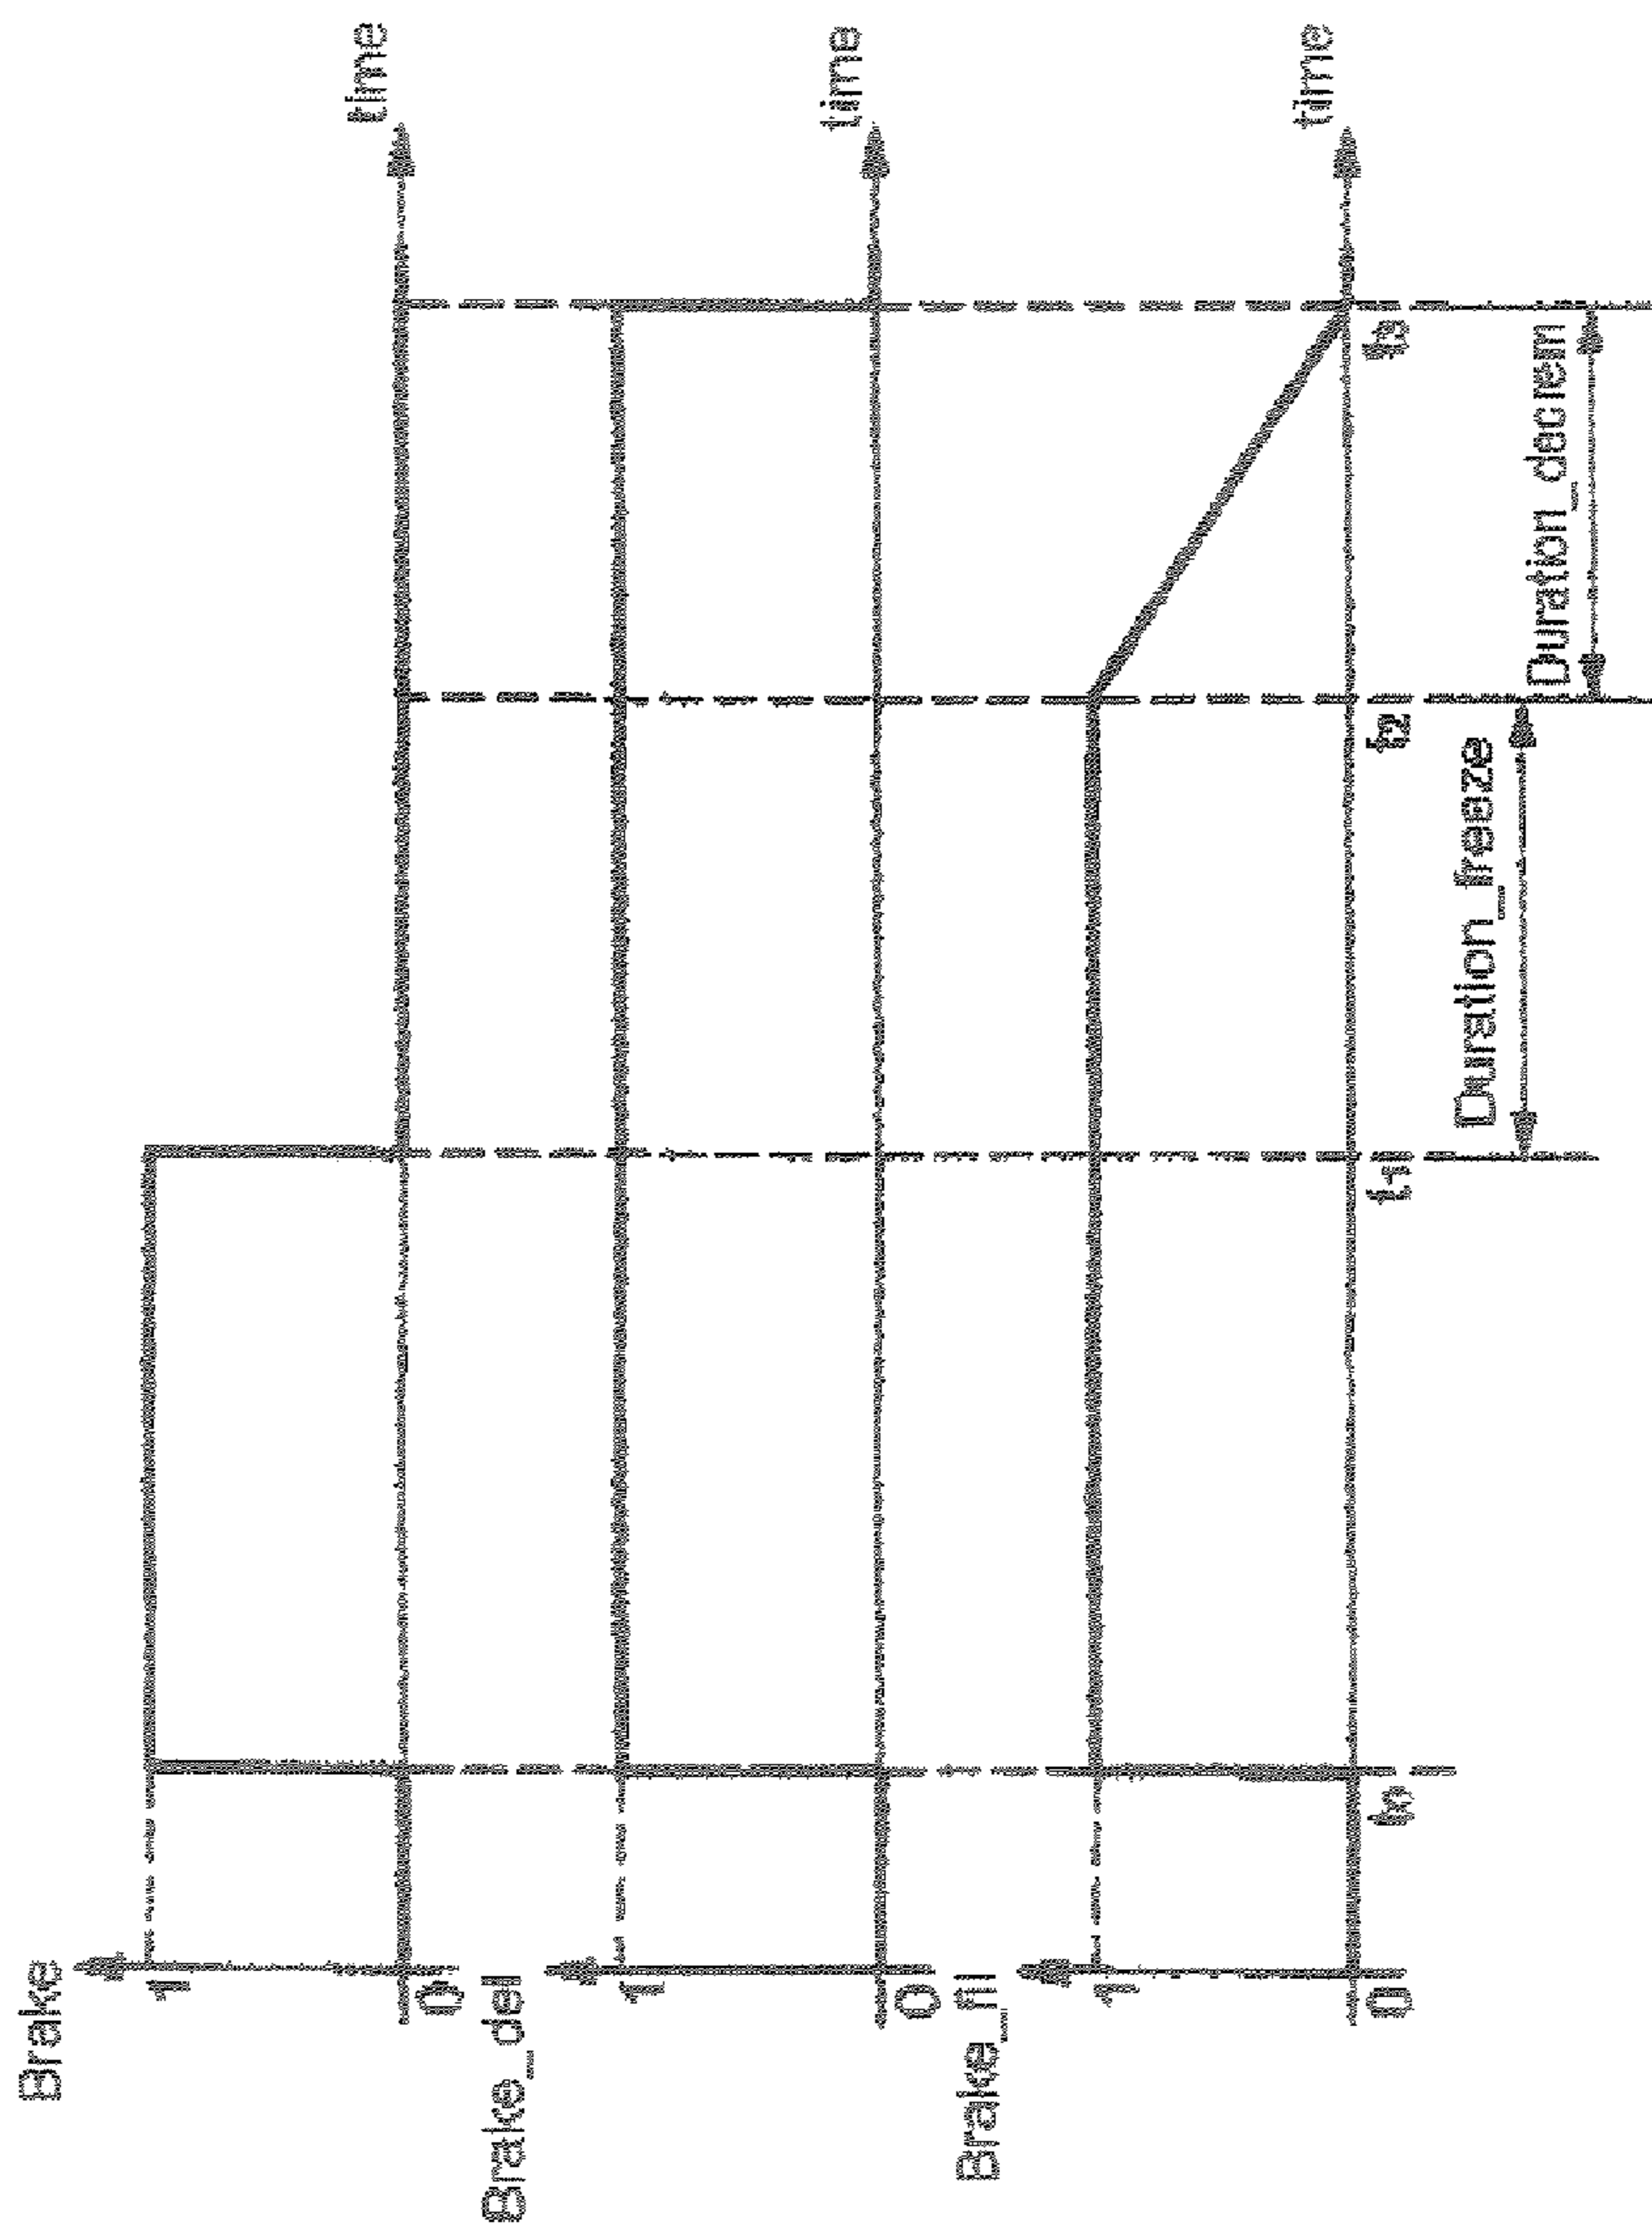 Brake
1
0
time
Brake_del
1
0
time
Brake_fil
1
0
t0
t1
t2
t3
time
Duration_freeze
Duration_decrem